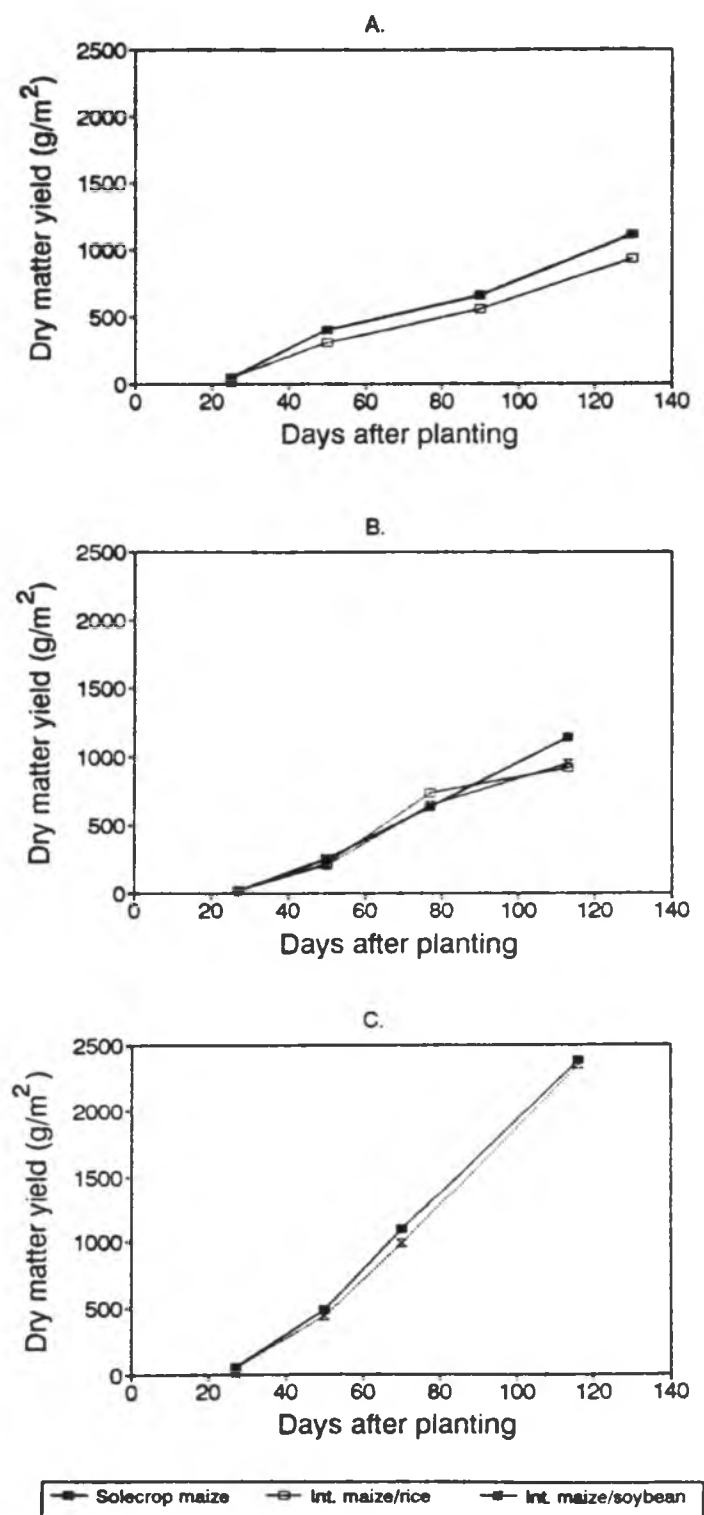 A.
2500
2000
1500
1000
500
0
0 20 40 60 80 100 120 140
Days after planting
Dry matter yield (g/m²)
B.
2500
2000
1500
1000
500
0
0 20 40 60 80 100 120 140
Days after planting
Dry matter yield (g/m²)
C.
2500
2000
1500
1000
500
0
0 20 40 60 80 100 120 140
Days after planting
Dry matter yield (g/m²)
Solecrop maize Int. maize/rice Int. maize/soybean